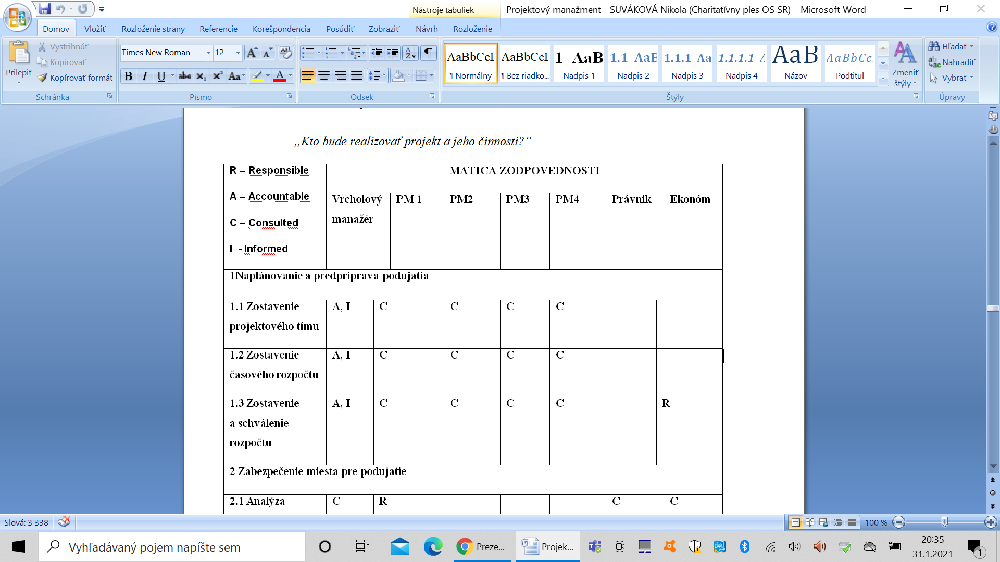 Nástroje tabuliek
Projektový manažment - SUVÁKOVÁ Nikola (Charitatívny ples OS SR) - Microsoft Word
Domov Vložiť Rozloženie strany Referencie Korešpondencia Posúdiť Zobraziť Návrh Rozloženie
Prilepiť
Vystrihnúť
Kopírovať
Kopírovať formát
Schránka
Times New Roman 12
B I U abc x₂ x² Aa A
Písmo
Odsek
AaBbCcI AaBbCcI 1 AaB 1.1 AaE 1.1.1 Aa 1.1.1.1 A AaB AaBbCc.
¶ Normálny ¶ Bez riadko... Nadpis 1 Nadpis 2 Nadpis 3 Nadpis 4 Názov Podtitul
Zmeniť štýly
Štýly
Hľadať
Nahradiť
Vybrať
Úpravy
,,Kto bude realizovať projekt a jeho činnosti?“
R – Responsible
A – Accountable
C – Consulted
I - Informed
MATICA ZODPOVEDNOSTI
Vrcholový manažér PM 1 PM2 PM3 PM4 Právnik Ekonóm
1Naplánovanie a predpríprava podujatia
1.1 Zostavenie projektového tímu A, I C C C C
1.2 Zostavenie časového rozpočtu A, I C C C C
1.3 Zostavenie a schválenie rozpočtu A, I C C C C R
2 Zabezpečenie miesta pre podujatie
2.1 Analýza C R C C
Slová: 3 338
100 %
Vyhľadávaný pojem napíšte sem
Preze...
Projek...
20:35
31.1.2021
1